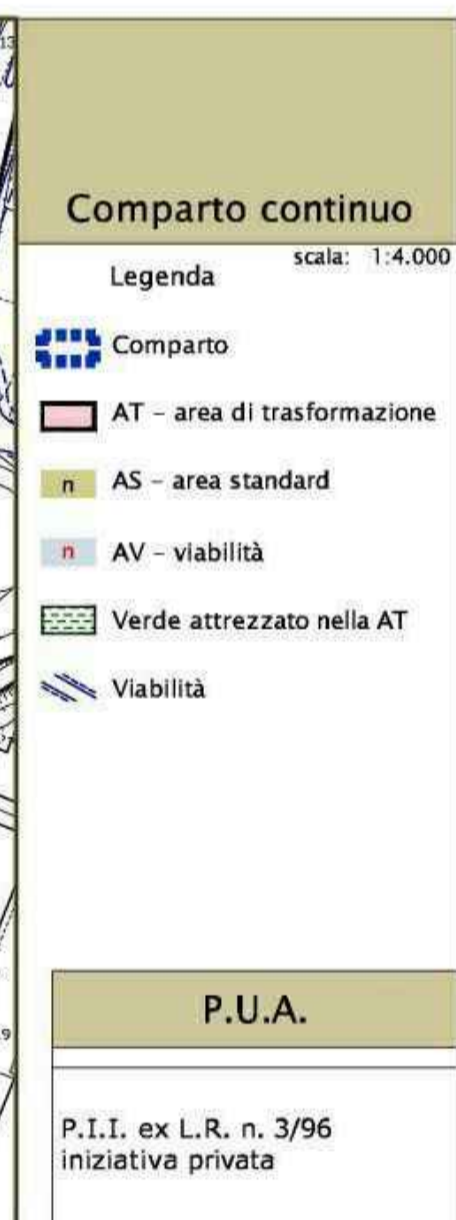 Comparto continuo
scala: 1:4.000
Legenda
Comparto
AT – area di trasformazione
n AS – area standard
n AV – viabilità
Verde attrezzato nella AT
Viabilità
P.U.A.
P.I.I. ex L.R. n. 3/96
iniziativa privata